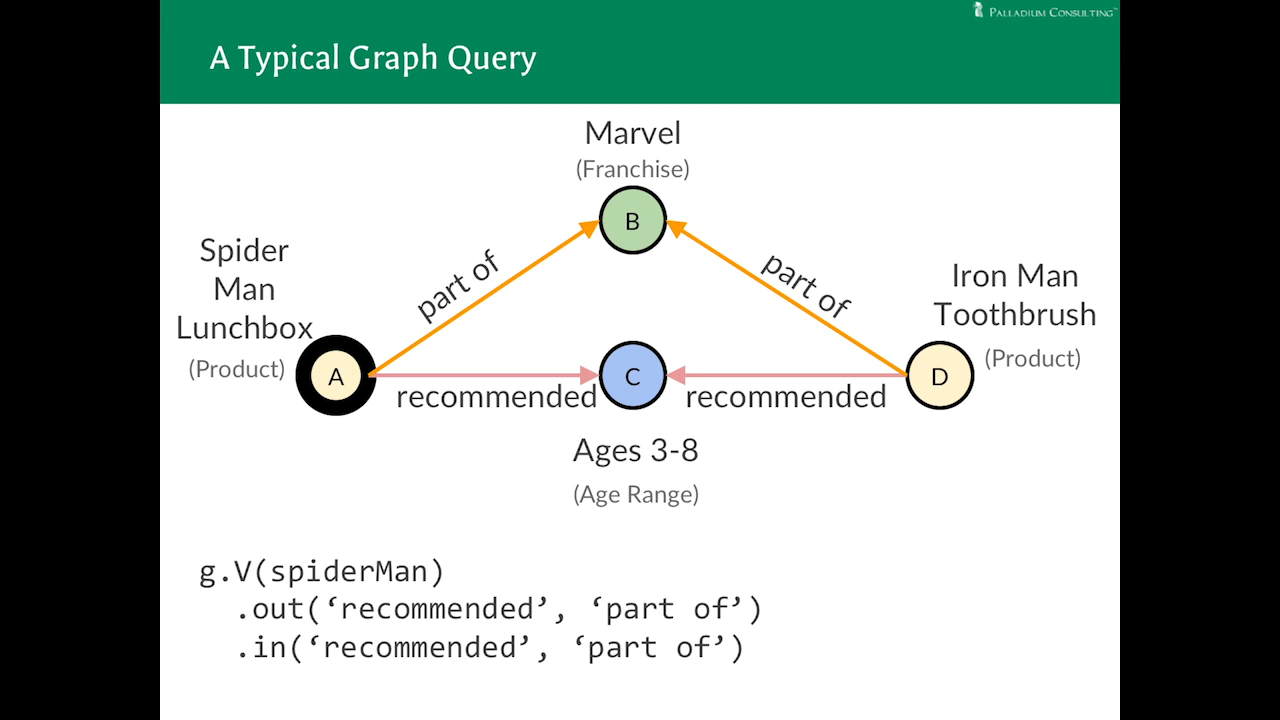 PALLADIUM CONSULTING™
A Typical Graph Query
Marvel
(Franchise)
B
Spider
Man
Lunchbox
(Product)
A
part of
part of
Iron Man
Toothbrush
(Product)
D
recommended
C
recommended
Ages 3-8
(Age Range)
g.V(spiderMan)
.out(‘recommended’, ‘part of’)
.in(‘recommended’, ‘part of’)